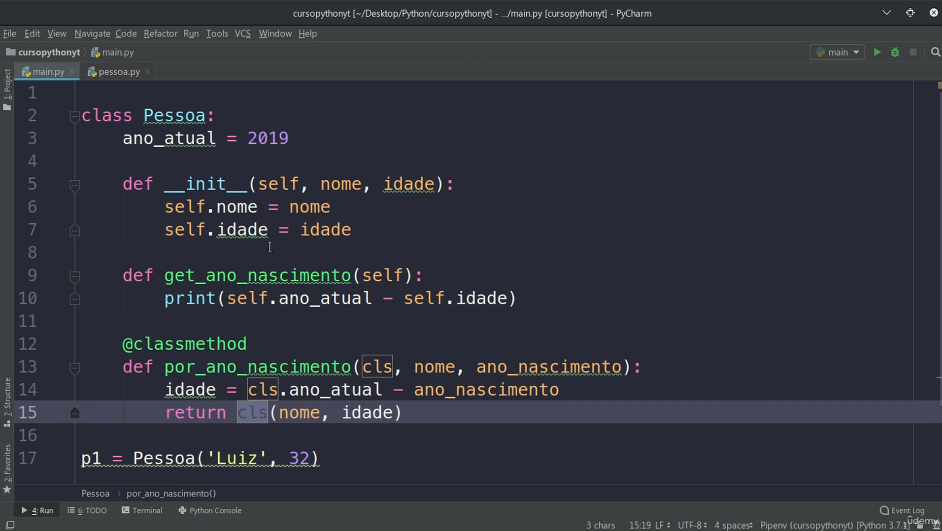 cursopythonyt [~/Desktop/Python/cursopythonyt] - .../main.py [cursopythonyt] - PyCharm
File Edit View Navigate Code Refactor Run Tools VCS Window Help
cursopythonyt main.py main
main.py pessoa.py
1: Project
1
2 class Pessoa:
3 ano_atual = 2019
4
5 def __init__(self, nome, idade):
6 self.nome = nome
7 self.idade = idade
8
9 def get_ano_nascimento(self):
10 print(self.ano_atual - self.idade)
11
12 @classmethod
13 def por_ano_nascimento(cls, nome, ano_nascimento):
14 idade = cls.ano_atual - ano_nascimento
15 return cls(nome, idade)
16
17 p1 = Pessoa('Luiz', 32)
7: Structure
2: Favorites
Pessoa › por_ano_nascimento()
4: Run 6: TODO Terminal Python Console Event Log
3 chars 15:19 LF UTF-8 4 spaces Pipenv (cursopythonyt) [Python 3.7.1]
Udemy